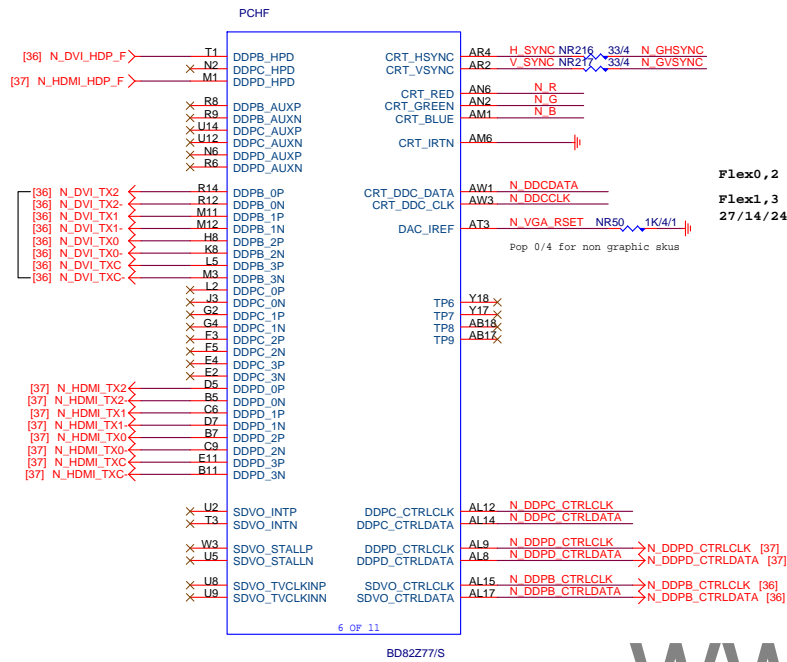 PCHF
[36] N_DVI_HDP_F T1 DDPB_HPD CRT_HSYNC AR4 H_SYNC NR216 33/4 N_GHSYNC
N2 DDPC_HPD CRT_VSYNC AR2 V_SYNC NR217 33/4 N_GVSYNC
[37] N_HDMI_HDP_F M1 DDPD_HPD
CRT_RED AN6 N_R
R8 DDPB_AUXP CRT_GREEN AN2 N_G
R9 DDPB_AUXN CRT_BLUE AM1 N_B
U14 DDPC_AUXP
U12 DDPC_AUXN CRT_IRTN AM6
N6 DDPD_AUXP
R6 DDPD_AUXN
Flex0,2
[36] N_DVI_TX2 R14 DDPB_0P CRT_DDC_DATA AW1 N_DDCDATA
[36] N_DVI_TX2- R12 DDPB_0N CRT_DDC_CLK AW3 N_DDCCLK
Flex1,3
[36] N_DVI_TX1 M11 DDPB_1P
27/14/24
[36] N_DVI_TX1- M12 DDPB_1N DAC_IREF AT3 N_VGA_RSET NR50 1K/4/1
[36] N_DVI_TX0 H8 DDPB_2P
Pop 0/4 for non graphic skus
[36] N_DVI_TX0- K8 DDPB_2N
[36] N_DVI_TXC L5 DDPB_3P
[36] N_DVI_TXC- M3 DDPB_3N
L2 DDPC_0P
J3 DDPC_0N TP6 Y18
G2 DDPC_1P TP7 Y17
G4 DDPC_1N TP8 AB18
F3 DDPC_2P TP9 AB17
F5 DDPC_2N
E4 DDPC_3P
E2 DDPC_3N
[37] N_HDMI_TX2 D5 DDPD_0P
[37] N_HDMI_TX2- B5 DDPD_0N
[37] N_HDMI_TX1 C6 DDPD_1P
[37] N_HDMI_TX1- D7 DDPD_1N
[37] N_HDMI_TX0 B7 DDPD_2P
[37] N_HDMI_TX0- C9 DDPD_2N
[37] N_HDMI_TXC E11 DDPD_3P
[37] N_HDMI_TXC- B11 DDPD_3N
U2 SDVO_INTP DDPC_CTRLCLK AL12 N_DDPC_CTRLCLK
T3 SDVO_INTN DDPC_CTRLDATA AL14 N_DDPC_CTRLDATA
W3 SDVO_STALLP DDPD_CTRLCLK AL9 N_DDPD_CTRLCLK N_DDPD_CTRLCLK [37]
U5 SDVO_STALLN DDPD_CTRLDATA AL8 N_DDPD_CTRLDATA N_DDPD_CTRLDATA [37]
U8 SDVO_TVCLKINP SDVO_CTRLCLK AL15 N_DDPB_CTRLCLK N_DDPB_CTRLCLK [36]
U9 SDVO_TVCLKINN SDVO_CTRLDATA AL17 N_DDPB_CTRLDATA N_DDPB_CTRLDATA [36]
6 OF 11
BD82Z77/S